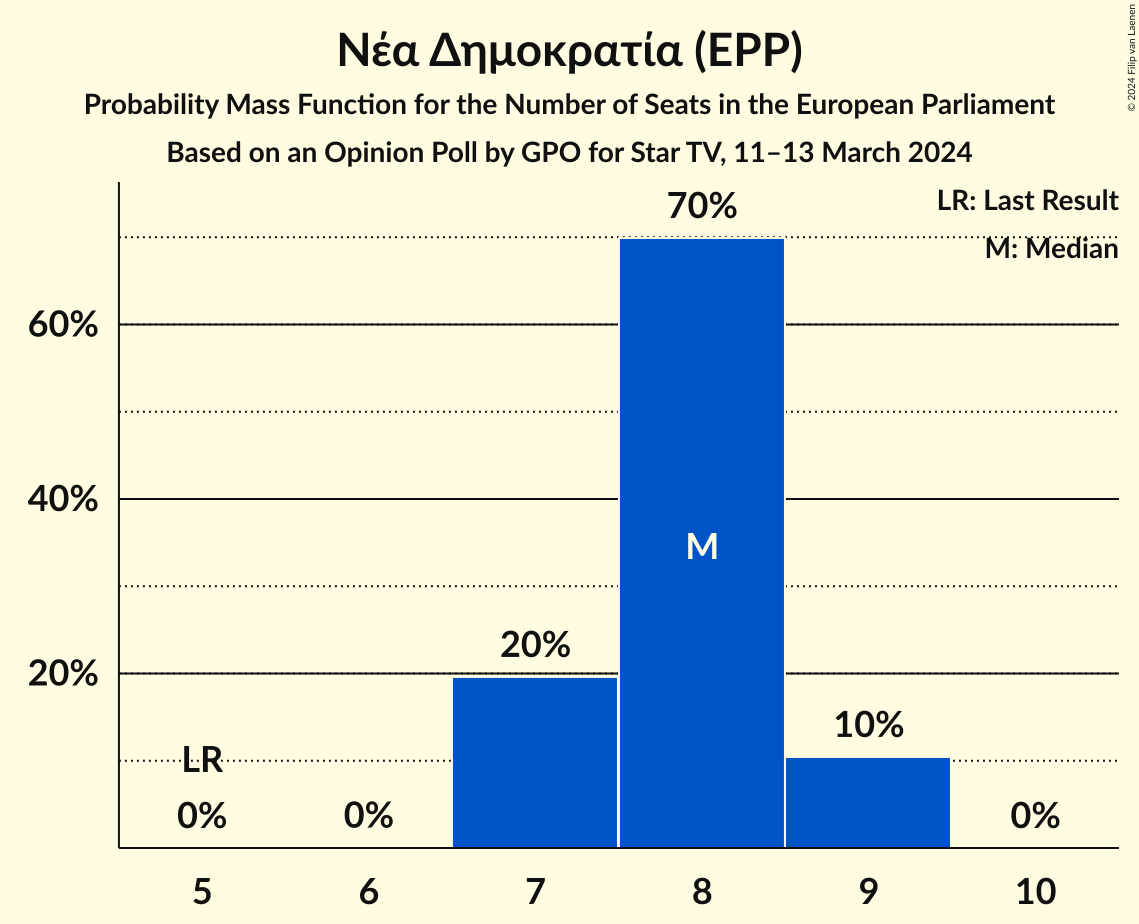 Νέα Δημοκρατία (EPP)
Probability Mass Function for the Number of Seats in the European Parliament
Based on an Opinion Poll by GPO for Star TV, 11–13 March 2024
© 2024 Filip van Laenen
LR: Last Result
M: Median
70%
60%
40%
M
20%
20%
10%
LR
0%
0%
0%
5
6
7
8
9
10